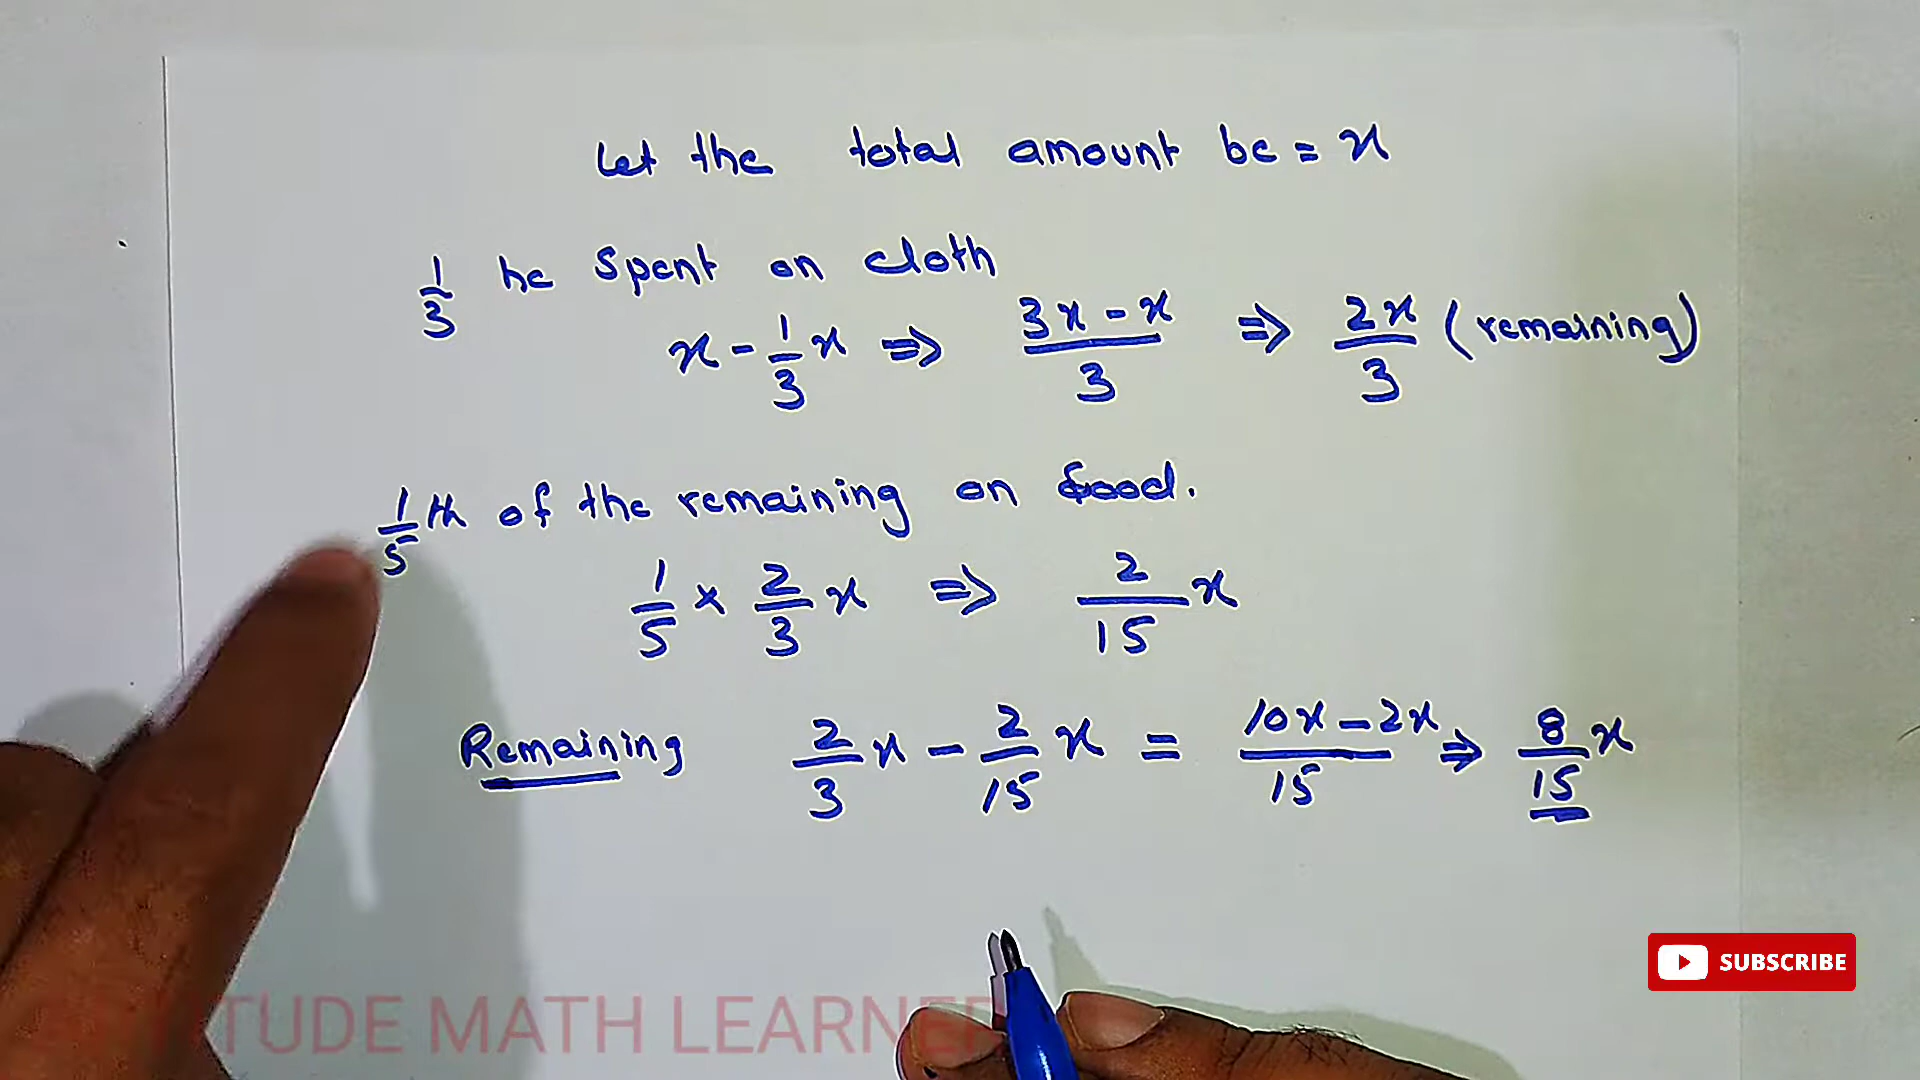 Let the total amount be = x
1/3 he spent on cloth
x - 1/3 x ⇒ 3x - x / 3 ⇒ 2x / 3 (remaining)
1/5 th of the remaining on food.
1/5 × 2/3 x ⇒ 2/15 x
Remaining 2/3 x - 2/15 x = 10x - 2x / 15 ⇒ 8/15 x
SUBSCRIBE
MATH LEARNER